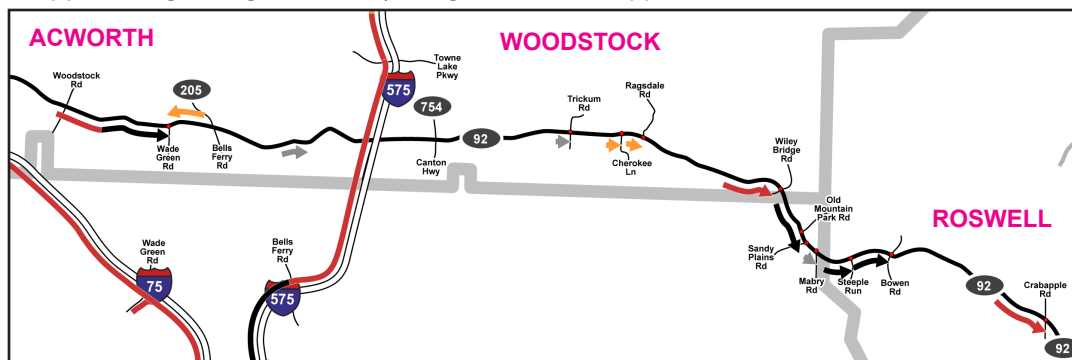 ACWORTH
WOODSTOCK
Towne
Lake
Pkwy
Woodstock
Rd
205
575
754
Trickum
Rd
Ragsdale
Rd
92
Wade
Green
Rd
Bells
Ferry
Rd
Canton
Hwy
Cherokee
Ln
Wiley
Bridge
Rd
Old
Mountain
Park Rd
ROSWELL
Wade
Green
Rd
Bells
Ferry
Rd
Sandy
Plains
Rd
75
575
Mabry
Rd
Steeple
Run
Bowen
Rd
92
Crabapple
Rd
92